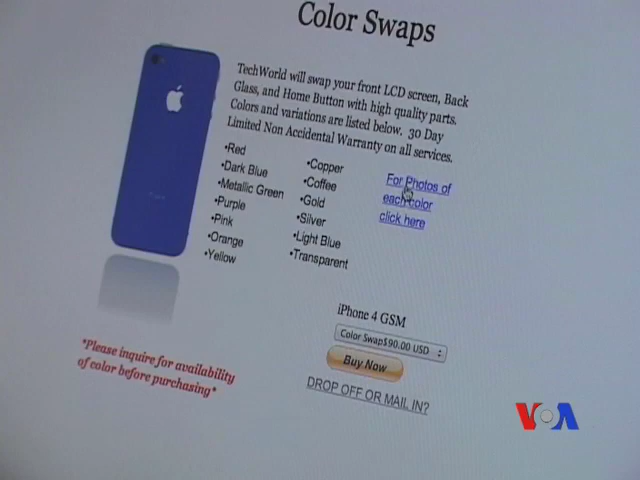 Color Swaps
TechWorld will swap your front LCD screen, Back
Glass, and Home Button with high quality parts.
Colors and variations are listed below. 30 Day
Limited Non Accidental Warranty on all services.
•Red
•Dark Blue
•Metallic Green
•Purple
•Pink
•Orange
•Yellow
•Copper
•Coffee
•Gold
•Silver
•Light Blue
•Transparent
For Photos of
each color
click here
iPhone 4 GSM
Color Swap$90.00 USD
Buy Now
DROP OFF OR MAIL IN?
*Please inquire for availability
of color before purchasing*
VOA